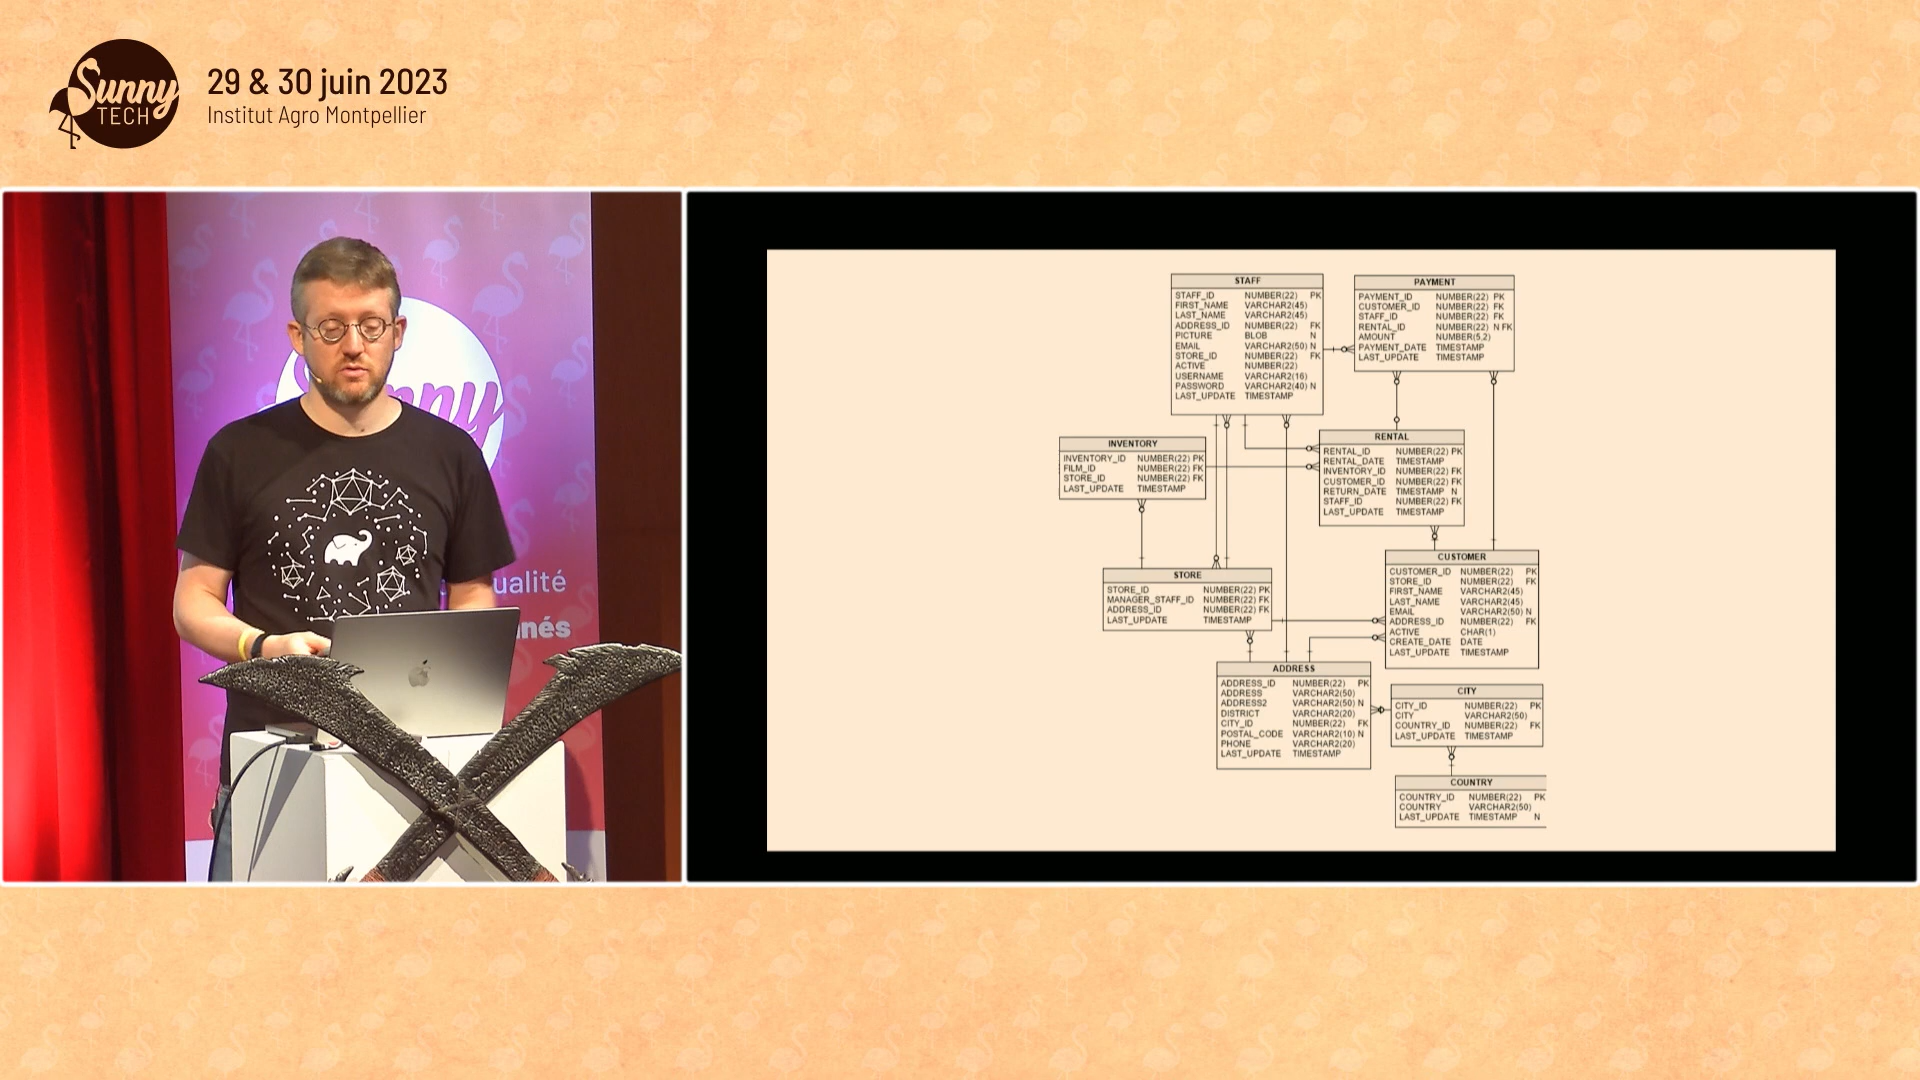 Sunny
TECH
29 & 30 juin 2023
Institut Agro Montpellier
ualité
nés
STAFF
STAFF_ID NUMBER(22) PK
FIRST_NAME VARCHAR2(45)
LAST_NAME VARCHAR2(45)
ADDRESS_ID NUMBER(22) FK
PICTURE BLOB N
EMAIL VARCHAR2(50) N
STORE_ID NUMBER(22) FK
ACTIVE NUMBER(22)
USERNAME VARCHAR2(16)
PASSWORD VARCHAR2(40) N
LAST_UPDATE TIMESTAMP
PAYMENT
PAYMENT_ID NUMBER(22) PK
CUSTOMER_ID NUMBER(22) FK
STAFF_ID NUMBER(22) FK
RENTAL_ID NUMBER(22) N FK
AMOUNT NUMBER(5,2)
PAYMENT_DATE TIMESTAMP
LAST_UPDATE TIMESTAMP
INVENTORY
INVENTORY_ID NUMBER(22) PK
FILM_ID NUMBER(22) FK
STORE_ID NUMBER(22) FK
LAST_UPDATE TIMESTAMP
RENTAL
RENTAL_ID NUMBER(22) PK
RENTAL_DATE TIMESTAMP
INVENTORY_ID NUMBER(22) FK
CUSTOMER_ID NUMBER(22) FK
RETURN_DATE TIMESTAMP N
STAFF_ID NUMBER(22) FK
LAST_UPDATE TIMESTAMP
STORE
STORE_ID NUMBER(22) PK
MANAGER_STAFF_ID NUMBER(22) FK
ADDRESS_ID NUMBER(22) FK
LAST_UPDATE TIMESTAMP
CUSTOMER
CUSTOMER_ID NUMBER(22) PK
STORE_ID NUMBER(22) FK
FIRST_NAME VARCHAR2(45)
LAST_NAME VARCHAR2(45)
EMAIL VARCHAR2(50) N
ADDRESS_ID NUMBER(22) FK
ACTIVE CHAR(1)
CREATE_DATE DATE
LAST_UPDATE TIMESTAMP
ADDRESS
ADDRESS_ID NUMBER(22) PK
ADDRESS VARCHAR2(50)
ADDRESS2 VARCHAR2(50) N
DISTRICT VARCHAR2(20)
CITY_ID NUMBER(22) FK
POSTAL_CODE VARCHAR2(10) N
PHONE VARCHAR2(20)
LAST_UPDATE TIMESTAMP
CITY
CITY_ID NUMBER(22) PK
CITY VARCHAR2(50)
COUNTRY_ID NUMBER(22) FK
LAST_UPDATE TIMESTAMP
COUNTRY
COUNTRY_ID NUMBER(22) PK
COUNTRY VARCHAR2(50)
LAST_UPDATE TIMESTAMP N